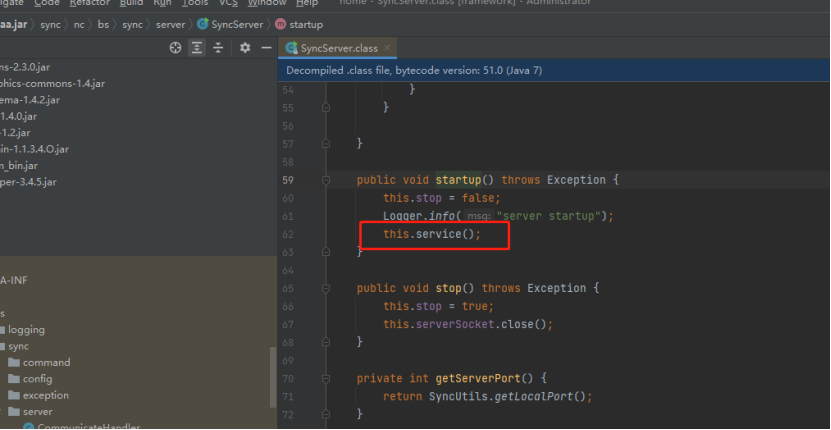 Code Refactor Build Run Tools VCS Window Help home - SyncServer.class [framework] - Administrator
aa.jar sync nc bs sync server SyncServer startup
SyncServer.class
Decompiled .class file, bytecode version: 51.0 (Java 7)
ns-2.3.0.jar
phics-commons-1.4.jar
ema-1.4.2.jar
1.4.0.jar
-1.2.jar
in-1.1.3.4.O.jar
n_bin.jar
per-3.4.5.jar
A-INF
s
logging
sync
command
config
exception
server
CommunicateHandler
54 }
55 }
56
57 }
58
59 public void startup() throws Exception {
60 this.stop = false;
61 Logger.info( msg: "server startup");
62 this.service();
63 }
64
65 public void stop() throws Exception {
66 this.stop = true;
67 this.serverSocket.close();
68 }
69
70 private int getServerPort() {
71 return SyncUtils.getLocalPort();
72 }